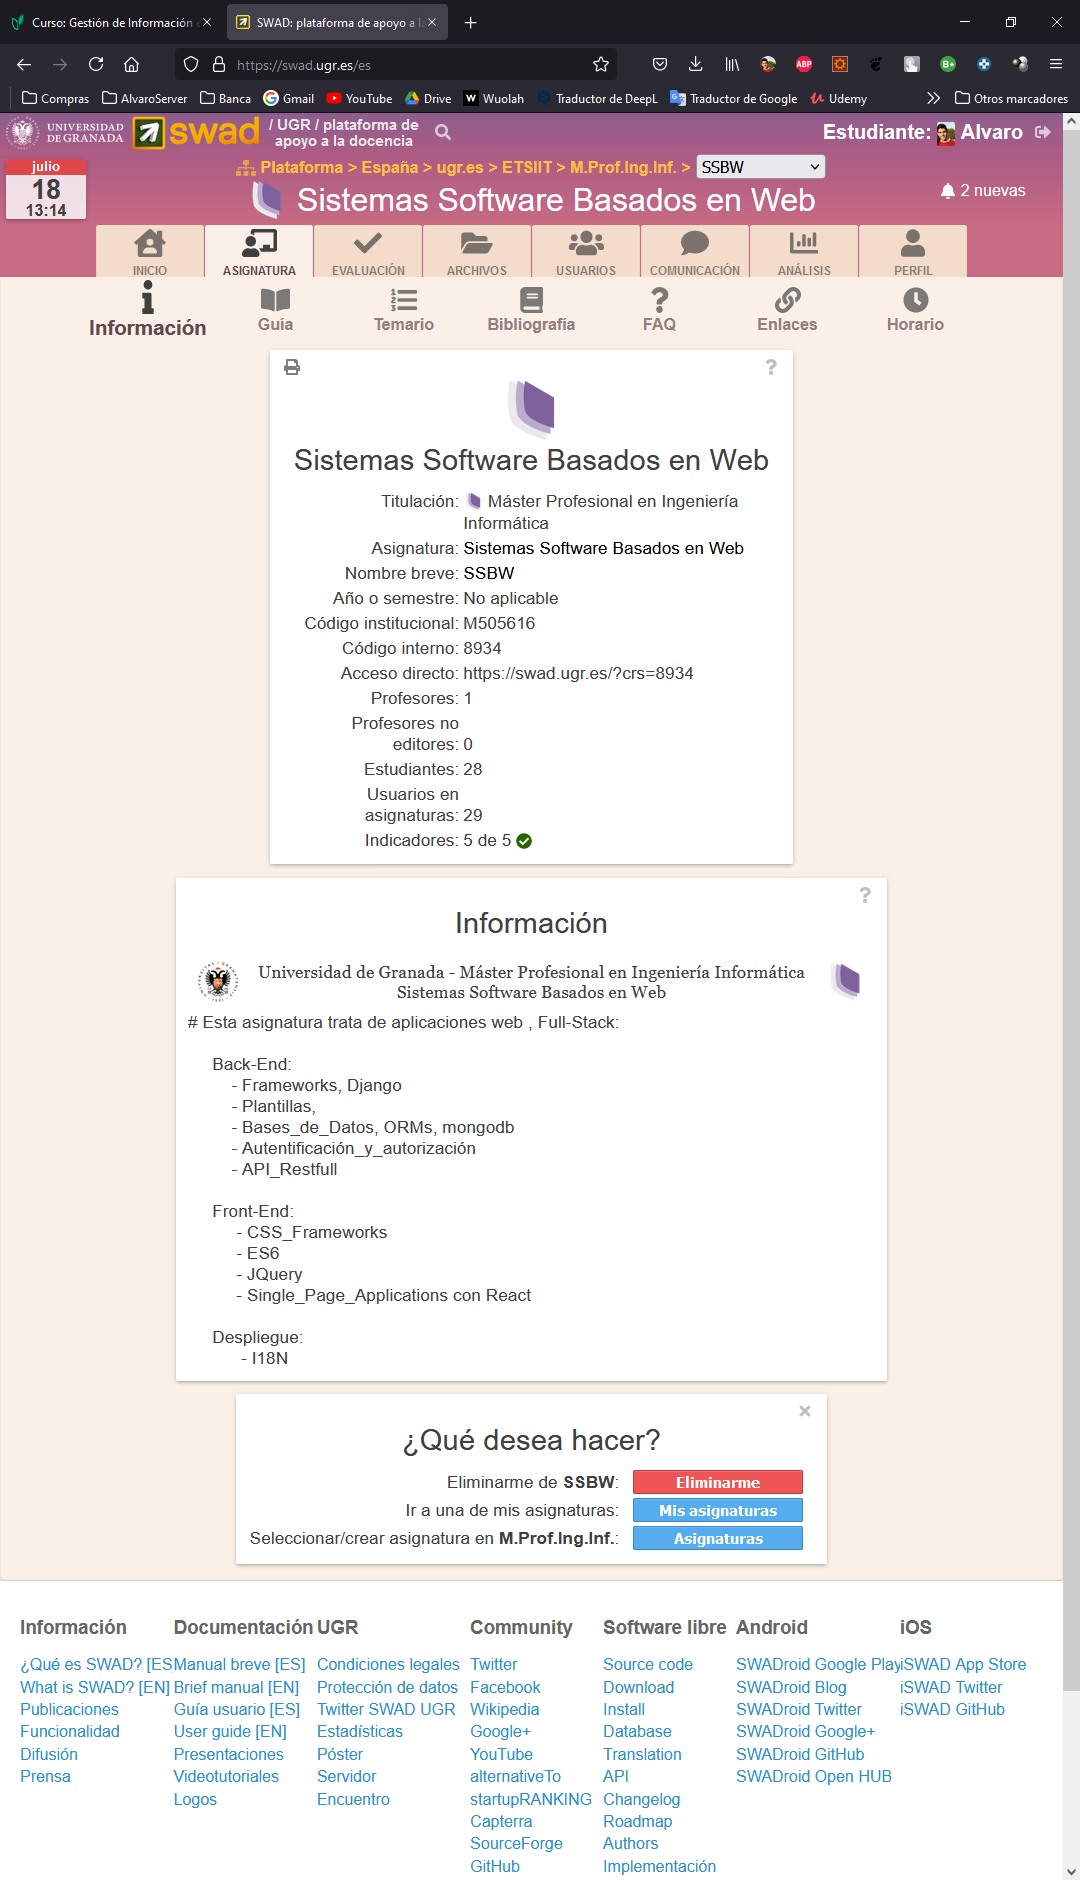 Curso: Gestión de Información
SWAD: plataforma de apoyo a l
https://swad.ugr.es/es
Compras AlvaroServer Banca Gmail YouTube Drive Wuolah Traductor de DeepL Traductor de Google Udemy Otros marcadores
UNIVERSIDAD DE GRANADA
swad
/ UGR / plataforma de
apoyo a la docencia
Estudiante: Alvaro
julio
18
13:14
Plataforma > España > ugr.es > ETSIIT > M.Prof.Ing.Inf. > SSBW
Sistemas Software Basados en Web
2 nuevas
INICIO ASIGNATURA EVALUACIÓN ARCHIVOS USUARIOS COMUNICACIÓN ANÁLISIS PERFIL
Información Guía Temario Bibliografía FAQ Enlaces Horario
Sistemas Software Basados en Web
Titulación: Máster Profesional en Ingeniería
Informática
Asignatura: Sistemas Software Basados en Web
Nombre breve: SSBW
Año o semestre: No aplicable
Código institucional: M505616
Código interno: 8934
Acceso directo: https://swad.ugr.es/?crs=8934
Profesores: 1
Profesores no
editores: 0
Estudiantes: 28
Usuarios en
asignaturas: 29
Indicadores: 5 de 5
Información
Universidad de Granada - Máster Profesional en Ingeniería Informática
Sistemas Software Basados en Web
# Esta asignatura trata de aplicaciones web , Full-Stack:
Back-End:
- Frameworks, Django
- Plantillas,
- Bases_de_Datos, ORMs, mongodb
- Autentificación_y_autorización
- API_Restfull
Front-End:
- CSS_Frameworks
- ES6
- JQuery
- Single_Page_Applications con React
Despliegue:
- I18N
¿Qué desea hacer?
Eliminarme de SSBW: Eliminarme
Ir a una de mis asignaturas: Mis asignaturas
Seleccionar/crear asignatura en M.Prof.Ing.Inf.: Asignaturas
Información Documentación UGR Community Software libre Android iOS
¿Qué es SWAD? [ES Manual breve [ES] Condiciones legales Twitter Source code SWADroid Google Play iSWAD App Store
What is SWAD? [EN] Brief manual [EN] Protección de datos Facebook Download SWADroid Blog iSWAD Twitter
Publicaciones Guía usuario [ES] Twitter SWAD UGR Wikipedia Install SWADroid Twitter iSWAD GitHub
Funcionalidad User guide [EN] Estadísticas Google+ Database SWADroid Google+
Difusión Presentaciones Póster YouTube Translation SWADroid GitHub
Prensa Videotutoriales Servidor alternativeTo API SWADroid Open HUB
Logos Encuentro startupRANKING Changelog
Capterra Roadmap
SourceForge Authors
GitHub Implementación